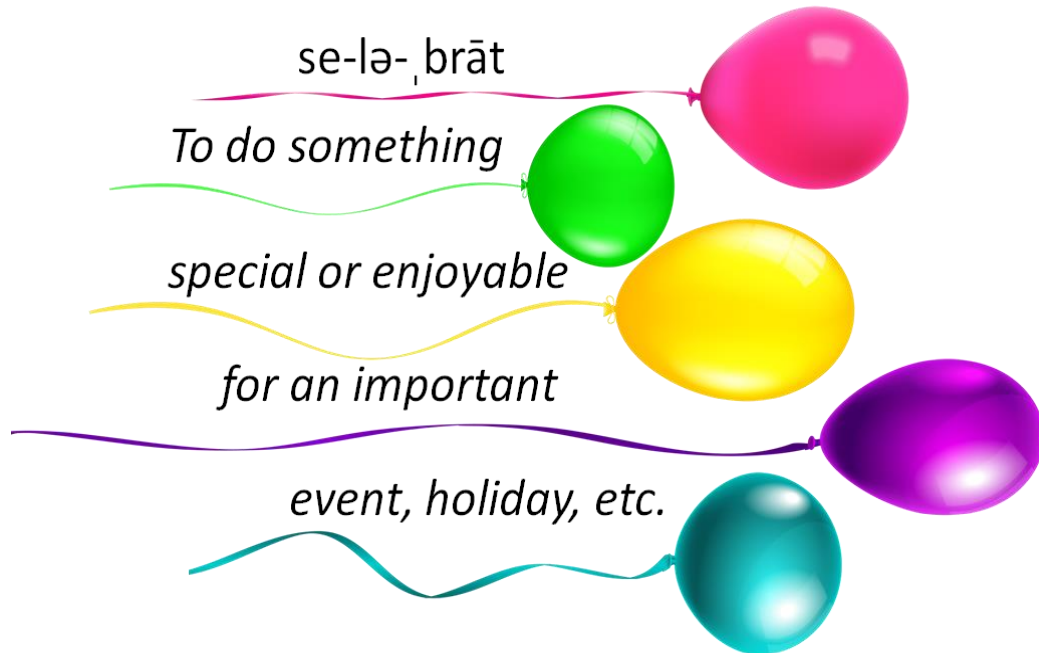 se-lə-ˌbrāt
To do something
special or enjoyable
for an important
event, holiday, etc.